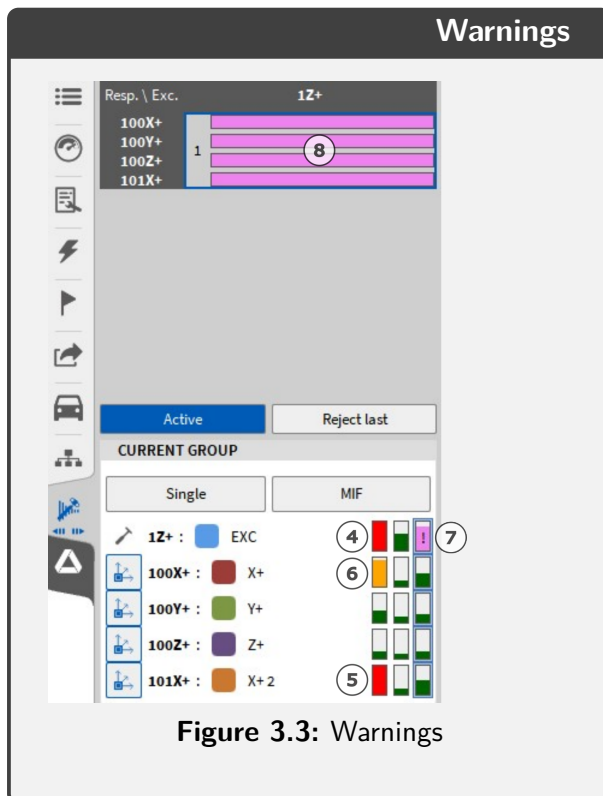 Warnings
Resp. \ Exc. 1Z+
100X+
100Y+
100Z+
101X+
1
8
Active Reject last
CURRENT GROUP
Single MIF
1Z+ : EXC 4 ! 7
100X+ : X+ 6
100Y+ : Y+
100Z+ : Z+
101X+ : X+ 2 5
Figure 3.3: Warnings